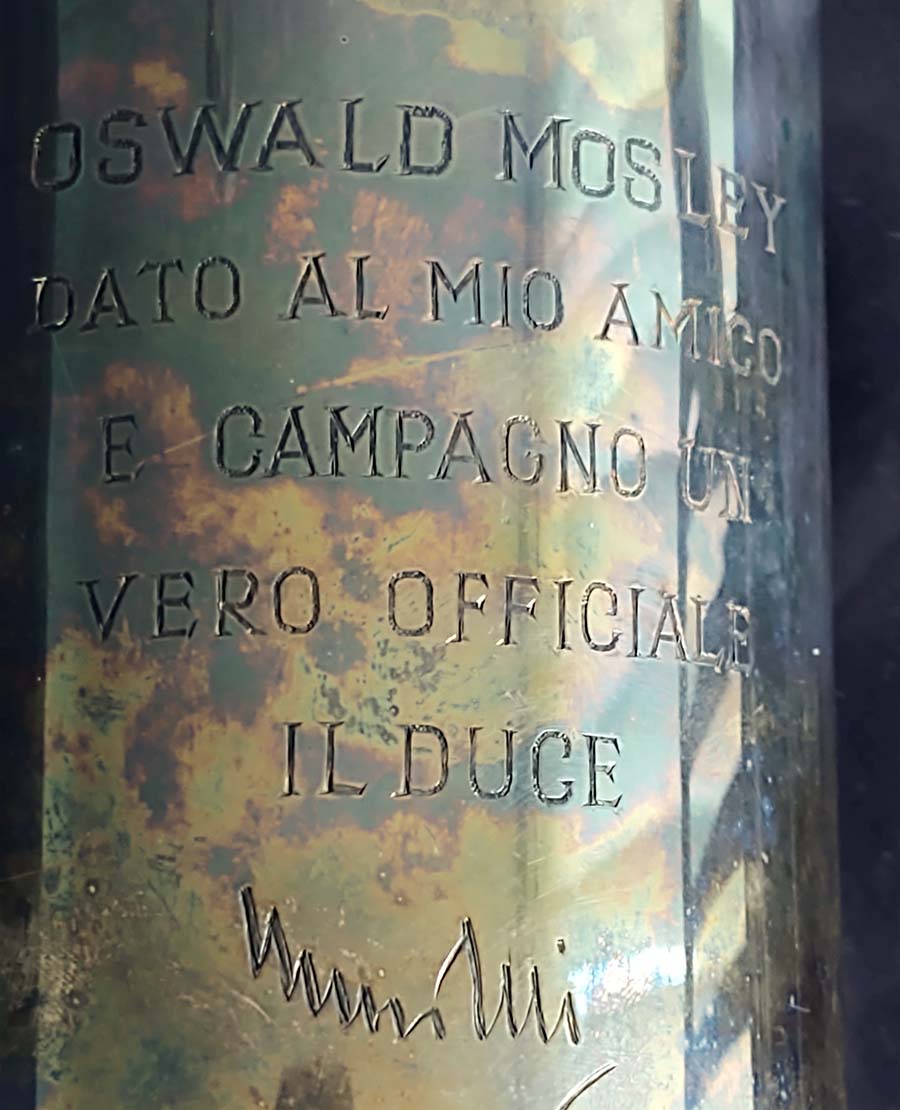 OSWALD MOSLEY
DATO AL MIO AMICO
E CAMPAGNO UN
VERO OFFICIALE
IL DUCE